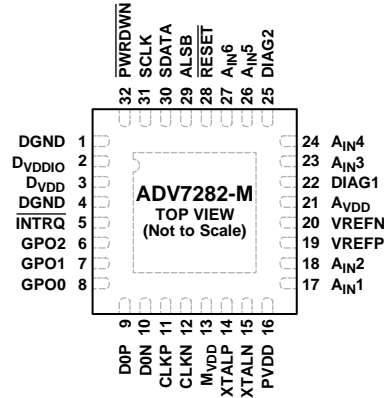 32 PWRDWN
31 SCLK
30 SDATA
29 ALSB
28 RESET
27 AIN6
26 AIN5
25 DIAG2
DGND 1
DVDDIO 2
DVDD 3
DGND 4
INTRQ 5
GPO2 6
GPO1 7
GPO0 8
ADV7282-M
TOP VIEW
(Not to Scale)
24 AIN4
23 AIN3
22 DIAG1
21 AVDD
20 VREFN
19 VREFP
18 AIN2
17 AIN1
D0P 9
D0N 10
CLKP 11
CLKN 12
MVDD 13
XTALP 14
XTALN 15
PVDD 16